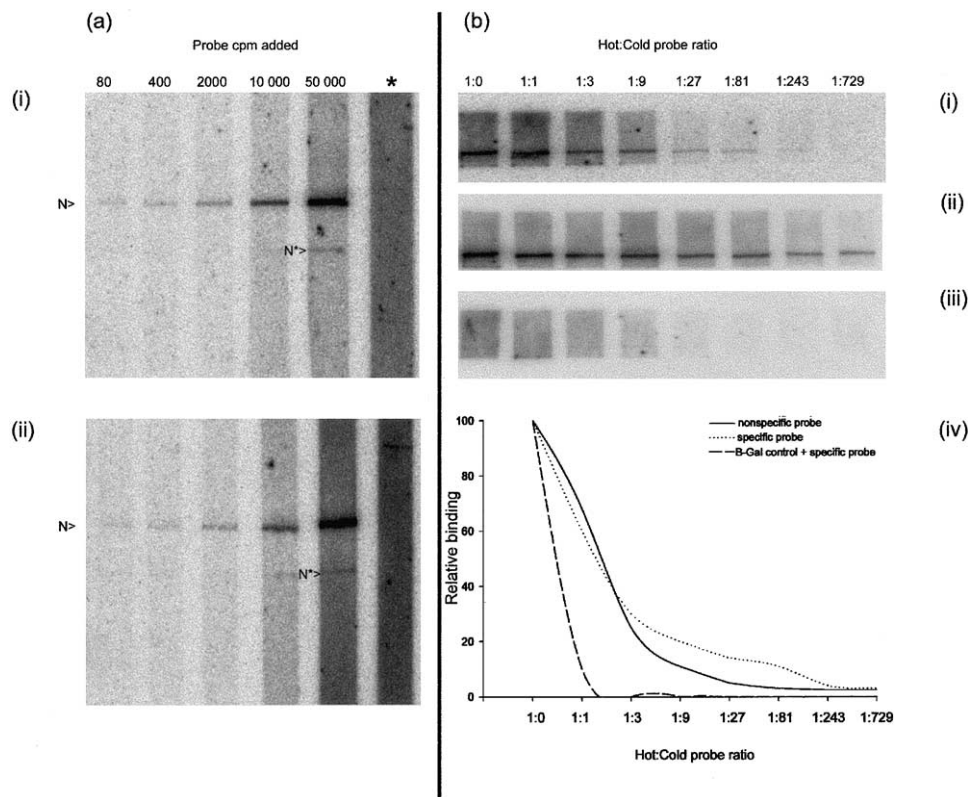 (a)
Probe cpm added
80 400 2000 10 000 50 000 *
(i)
N>
N*>
(ii)
N>
N*>
(b)
Hot:Cold probe ratio
1:0 1:1 1:3 1:9 1:27 1:81 1:243 1:729
(i)
(ii)
(iii)
(iv)
nonspecific probe
specific probe
B-Gal control + specific probe
Relative binding
100
80
60
40
20
0
1:0 1:1 1:3 1:9 1:27 1:81 1:243 1:729
Hot:Cold probe ratio